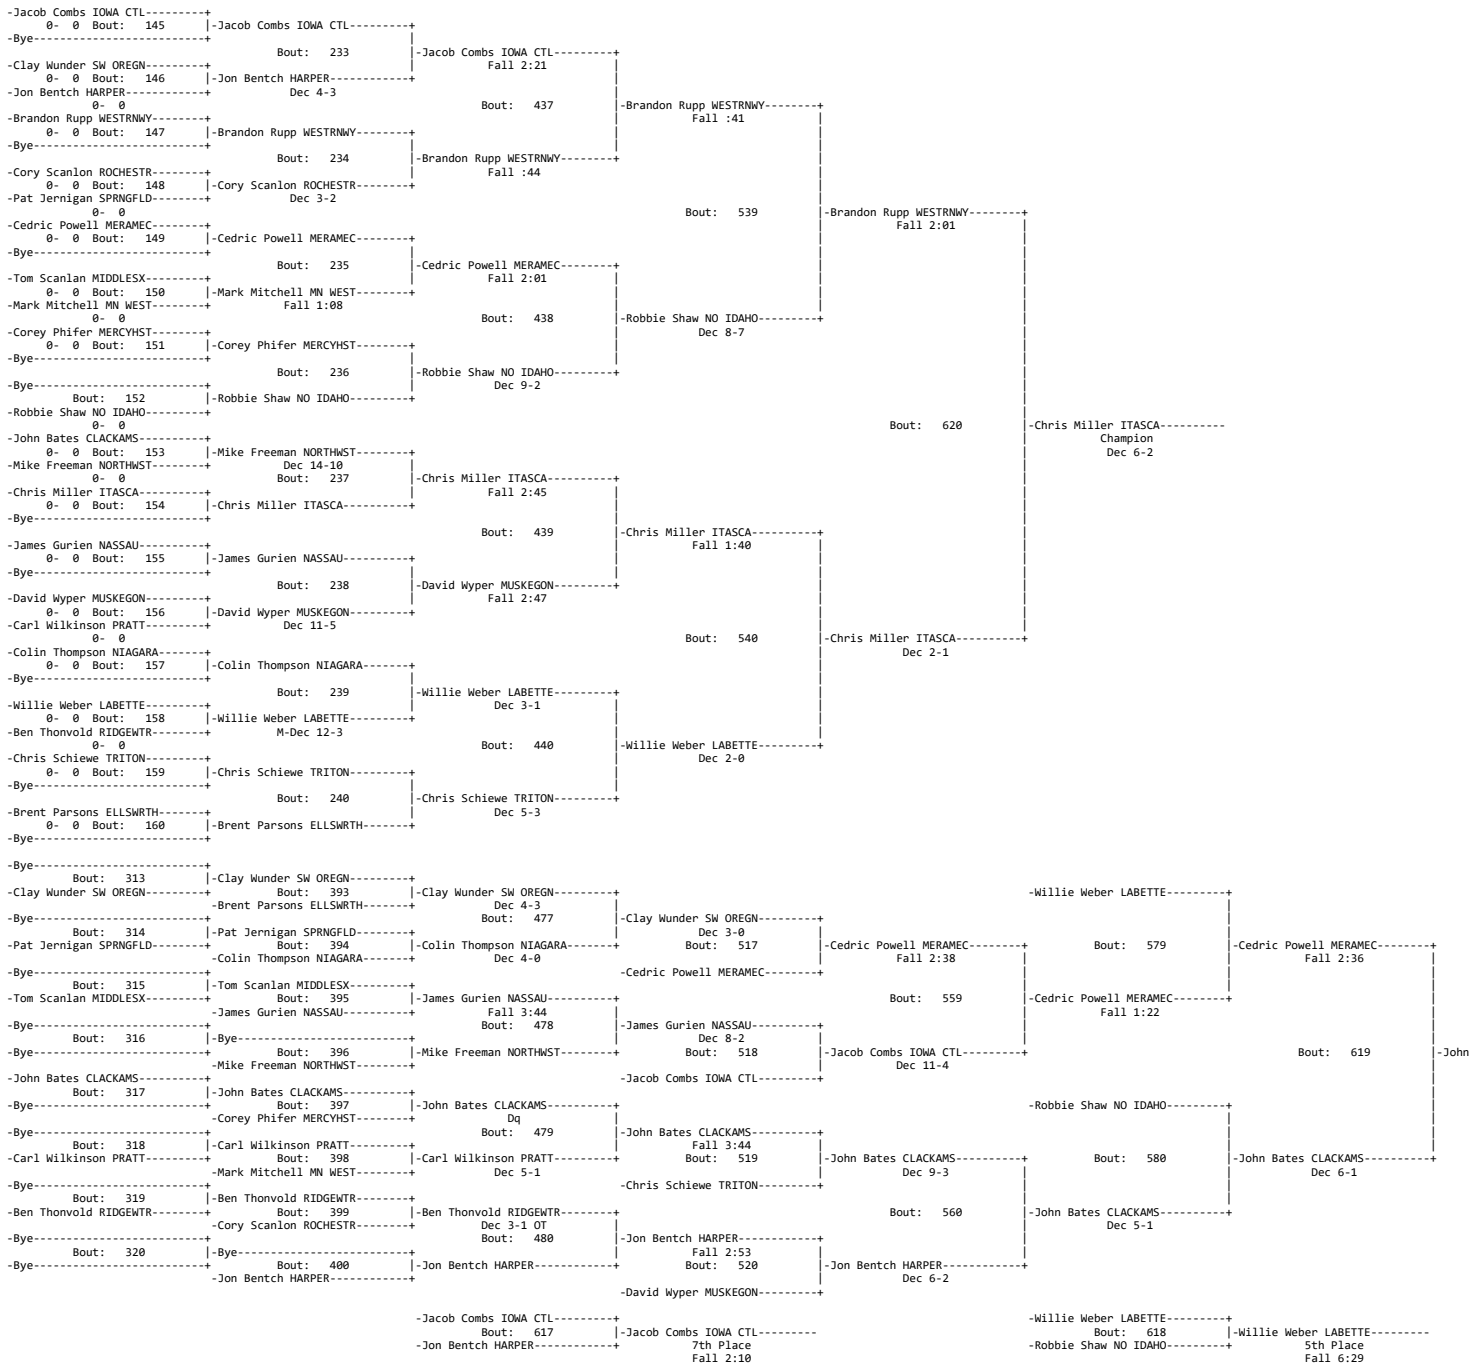 -Jacob Combs IOWA CTL---------+
0-  0  Bout:   145      |-Jacob Combs IOWA CTL---------+
-Bye-------------------------+                              |
Bout:   233          |-Jacob Combs IOWA CTL---------+
-Clay Wunder SW OREGN---------+                              |          Fall 2:21          |
0-  0  Bout:   146      |-Jon Bentch HARPER------------+                              |
-Jon Bentch HARPER------------+           Dec 4-3                                           |
0-  0                                                     Bout:   437         |-Brandon Rupp WESTRNWY--------+
-Brandon Rupp WESTRNWY--------+                                                             |          Fall :41            |
0-  0  Bout:   147      |-Brandon Rupp WESTRNWY--------+                              |                              |
-Bye-------------------------+                              |                              |                              |
Bout:   234          |-Brandon Rupp WESTRNWY--------+                              |
-Cory Scanlon ROCHESTR--------+                              |          Fall :44                                           |
0-  0  Bout:   148      |-Cory Scanlon ROCHESTR--------+                                                             |
-Pat Jernigan SPRNGFLD--------+           Dec 3-2                                                                          |
0-  0                                                                                    Bout:   539         |-Brandon Rupp WESTRNWY--------+
-Cedric Powell MERAMEC--------+                                                                                            |          Fall 2:01           |
0-  0  Bout:   149      |-Cedric Powell MERAMEC--------+                                                             |                              |
-Bye-------------------------+                              |                                                             |                              |
Bout:   235          |-Cedric Powell MERAMEC--------+                              |                              |
-Tom Scanlan MIDDLESX---------+                              |          Fall 2:01          |                              |                              |
0-  0  Bout:   150      |-Mark Mitchell MN WEST--------+                              |                              |                              |
-Mark Mitchell MN WEST--------+          Fall 1:08                                          |                              |                              |
0-  0                                                     Bout:   438         |-Robbie Shaw NO IDAHO---------+                              |
-Corey Phifer MERCYHST--------+                                                             |           Dec 8-7                                           |
0-  0  Bout:   151      |-Corey Phifer MERCYHST--------+                              |                                                             |
-Bye-------------------------+                              |                              |                                                             |
Bout:   236          |-Robbie Shaw NO IDAHO---------+                                                             |
-Bye-------------------------+                              |           Dec 9-2                                                                          |
Bout:   152      |-Robbie Shaw NO IDAHO---------+                                                                                            |
-Robbie Shaw NO IDAHO---------+                                                                                                                           |
0-  0                                                                                                                   Bout:   620         |-Chris Miller ITASCA----------
-John Bates CLACKAMS----------+                                                                                                                           |          Champion
0-  0  Bout:   153      |-Mike Freeman NORTHWST--------+                                                                                            |           Dec 6-2
-Mike Freeman NORTHWST--------+          Dec 14-10           |                                                                                            |
0-  0                  Bout:   237          |-Chris Miller ITASCA----------+                                                             |
-Chris Miller ITASCA----------+                              |          Fall 2:45          |                                                             |
0-  0  Bout:   154      |-Chris Miller ITASCA----------+                              |                                                             |
-Bye-------------------------+                                                             |                                                             |
Bout:   439         |-Chris Miller ITASCA----------+                              |
-James Gurien NASSAU----------+                                                             |          Fall 1:40           |                              |
0-  0  Bout:   155      |-James Gurien NASSAU----------+                              |                              |                              |
-Bye-------------------------+                              |                              |                              |                              |
Bout:   238          |-David Wyper MUSKEGON---------+                              |                              |
-David Wyper MUSKEGON---------+                              |          Fall 2:47                                           |                              |
0-  0  Bout:   156      |-David Wyper MUSKEGON---------+                                                             |                              |
-Carl Wilkinson PRATT---------+          Dec 11-5                                                                          |                              |
0-  0                                                                                    Bout:   540         |-Chris Miller ITASCA----------+
-Colin Thompson NIAGARA-------+                                                                                            |           Dec 2-1
0-  0  Bout:   157      |-Colin Thompson NIAGARA-------+                                                             |
-Bye-------------------------+                              |                                                             |
Bout:   239          |-Willie Weber LABETTE---------+                              |
-Willie Weber LABETTE---------+                              |           Dec 3-1           |                              |
0-  0  Bout:   158      |-Willie Weber LABETTE---------+                              |                              |
-Ben Thonvold RIDGEWTR--------+         M-Dec 12-3                                          |                              |
0-  0                                                     Bout:   440         |-Willie Weber LABETTE---------+
-Chris Schiewe TRITON---------+                                                             |           Dec 2-0
0-  0  Bout:   159      |-Chris Schiewe TRITON---------+                              |
-Bye-------------------------+                              |                              |
Bout:   240          |-Chris Schiewe TRITON---------+
-Brent Parsons ELLSWRTH-------+                              |           Dec 5-3
0-  0  Bout:   160      |-Brent Parsons ELLSWRTH-------+
-Bye-------------------------+
-Bye-------------------------+
Bout:   313      |-Clay Wunder SW OREGN---------+
-Clay Wunder SW OREGN---------+          Bout:   393         |-Clay Wunder SW OREGN---------+                                                             -Willie Weber LABETTE---------+
-Brent Parsons ELLSWRTH-------+           Dec 4-3           |                                                                                            |
-Bye-------------------------+                                         Bout:   477         |-Clay Wunder SW OREGN---------+                                                             |
Bout:   314      |-Pat Jernigan SPRNGFLD--------+                              |           Dec 3-0            |                                                             |
-Pat Jernigan SPRNGFLD--------+          Bout:   394         |-Colin Thompson NIAGARA-------+          Bout:   517         |-Cedric Powell MERAMEC--------+          Bout:   579         |-Cedric Powell MERAMEC--------+
-Colin Thompson NIAGARA-------+           Dec 4-0                                          |          Fall 2:38           |                              |          Fall 2:36           |
-Bye-------------------------+                                                              -Cedric Powell MERAMEC--------+                              |                              |                              |
Bout:   315      |-Tom Scanlan MIDDLESX---------+                                                                                            |                              |                              |
-Tom Scanlan MIDDLESX---------+          Bout:   395         |-James Gurien NASSAU----------+                                        Bout:   559         |-Cedric Powell MERAMEC--------+                              |
-James Gurien NASSAU----------+          Fall 3:44          |                                                             |          Fall 1:22                                          |
-Bye-------------------------+                                         Bout:   478         |-James Gurien NASSAU----------+                              |                                                             |
Bout:   316      |-Bye--------------------------+                              |           Dec 8-2            |                              |                                                             |
-Bye-------------------------+          Bout:   396         |-Mike Freeman NORTHWST--------+          Bout:   518         |-Jacob Combs IOWA CTL---------+                                        Bout:   619         |-John
-Mike Freeman NORTHWST--------+                                                             |          Dec 11-4                                                                          |
-John Bates CLACKAMS----------+                                                              -Jacob Combs IOWA CTL---------+                                                                                            |
Bout:   317      |-John Bates CLACKAMS----------+                                                                                                                                                          |
-Bye-------------------------+          Bout:   397         |-John Bates CLACKAMS----------+                                                              -Robbie Shaw NO IDAHO---------+                              |
-Corey Phifer MERCYHST--------+             Dq              |                                                                                            |                              |
-Bye-------------------------+                                         Bout:   479         |-John Bates CLACKAMS----------+                                                             |                              |
Bout:   318      |-Carl Wilkinson PRATT---------+                              |          Fall 3:44           |                                                             |                              |
-Carl Wilkinson PRATT---------+          Bout:   398         |-Carl Wilkinson PRATT---------+          Bout:   519         |-John Bates CLACKAMS----------+          Bout:   580         |-John Bates CLACKAMS----------+
-Mark Mitchell MN WEST--------+           Dec 5-1                                          |           Dec 9-3            |                              |           Dec 6-1
-Bye-------------------------+                                                              -Chris Schiewe TRITON---------+                              |                              |
Bout:   319      |-Ben Thonvold RIDGEWTR--------+                                                                                            |                              |
-Ben Thonvold RIDGEWTR--------+          Bout:   399         |-Ben Thonvold RIDGEWTR--------+                                        Bout:   560         |-John Bates CLACKAMS----------+
-Cory Scanlon ROCHESTR--------+         Dec 3-1 OT          |                                                             |           Dec 5-1
-Bye-------------------------+                                         Bout:   480         |-Jon Bentch HARPER------------+                              |
Bout:   320      |-Bye--------------------------+                              |          Fall 2:53           |                              |
-Bye-------------------------+          Bout:   400         |-Jon Bentch HARPER------------+          Bout:   520         |-Jon Bentch HARPER------------+
-Jon Bentch HARPER------------+                                                             |           Dec 6-2
-David Wyper MUSKEGON---------+
-Jacob Combs IOWA CTL---------+                                                              -Willie Weber LABETTE---------+
Bout:   617         |-Jacob Combs IOWA CTL---------                                         Bout:   618         |-Willie Weber LABETTE---------
-Jon Bentch HARPER------------+          7th Place                                           -Robbie Shaw NO IDAHO---------+          5th Place
Fall 2:10                                                                                    Fall 6:29